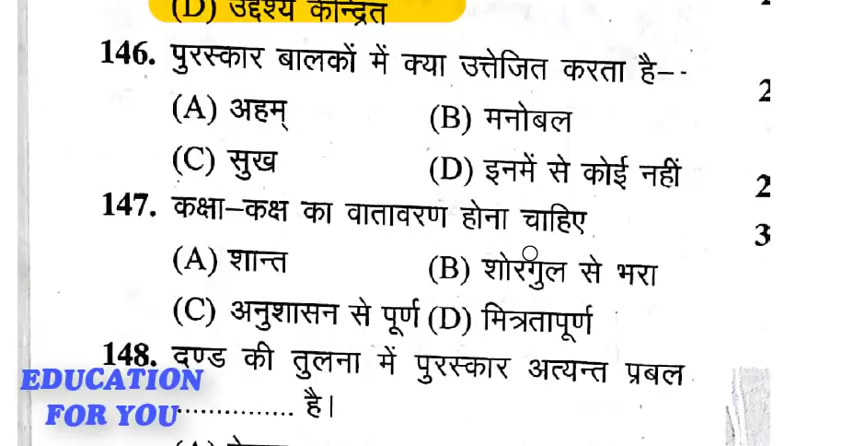 (D) उद्देश्य केन्द्रित
146. पुरस्कार बालकों में क्या उत्तेजित करता है–
(A) अहम् (B) मनोबल
(C) सुख (D) इनमें से कोई नहीं
147. कक्षा–कक्ष का वातावरण होना चाहिए
(A) शान्त (B) शोरगुल से भरा
(C) अनुशासन से पूर्ण (D) मित्रतापूर्ण
148. दण्ड की तुलना में पुरस्कार अत्यन्त प्रबल
............... है।
EDUCATION
FOR YOU
2
2
3